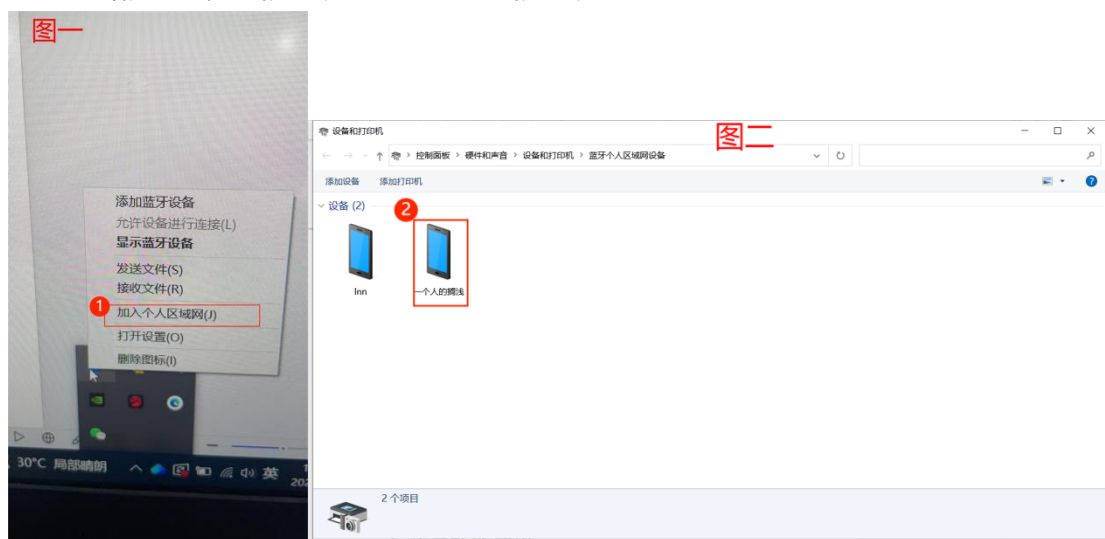 图一
添加蓝牙设备
允许设备进行连接(L)
显示蓝牙设备
发送文件(S)
接收文件(R)
1
加入个人区域网(J)
打开设置(O)
删除图标(I)
30°C 局部晴朗
英
图二
设备和打印机
控制面板 > 硬件和声音 > 设备和打印机 > 蓝牙个人区域网设备
添加设备 添加打印机
设备 (2)
2
Inn
一个人的搁浅
2 个项目